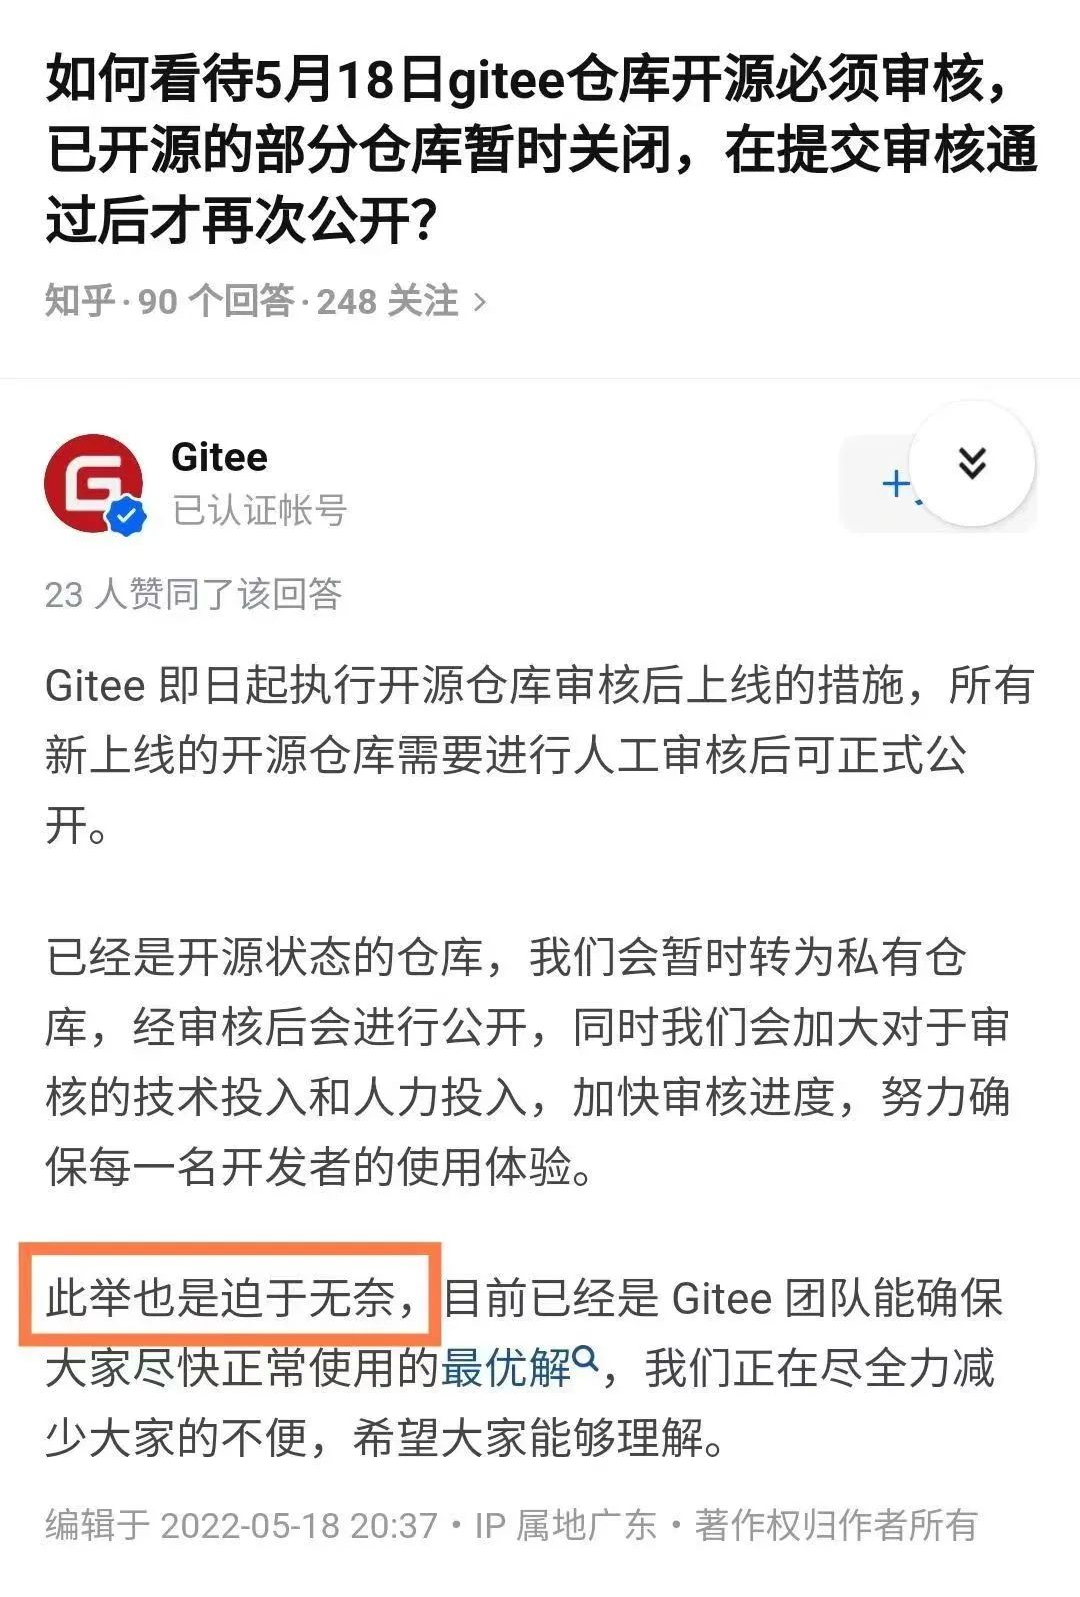 如何看待5月18日gitee仓库开源必须审核，
已开源的部分仓库暂时关闭，在提交审核通
过后才再次公开？
知乎·90 个回答·248 关注 >
Gitee
已认证帐号
23 人赞同了该回答
Gitee 即日起执行开源仓库审核后上线的措施，所有
新上线的开源仓库需要进行人工审核后可正式公
开。
已经是开源状态的仓库，我们会暂时转为私有仓
库，经审核后会进行公开，同时我们会加大对于审
核的技术投入和人力投入，加快审核进度，努力确
保每一名开发者的使用体验。
此举也是迫于无奈，目前已经是 Gitee 团队能确保
大家尽快正常使用的最优解，我们正在尽全力减
少大家的不便，希望大家能够理解。
编辑于 2022-05-18 20:37・IP 属地广东・著作权归作者所有